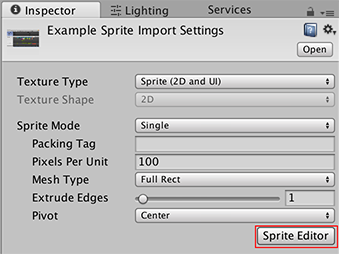 Inspector Lighting Services
Example Sprite Import Settings
Open
Texture Type Sprite (2D and UI)
Texture Shape 2D
Sprite Mode Single
Packing Tag
Pixels Per Unit 100
Mesh Type Full Rect
Extrude Edges 1
Pivot Center
Sprite Editor